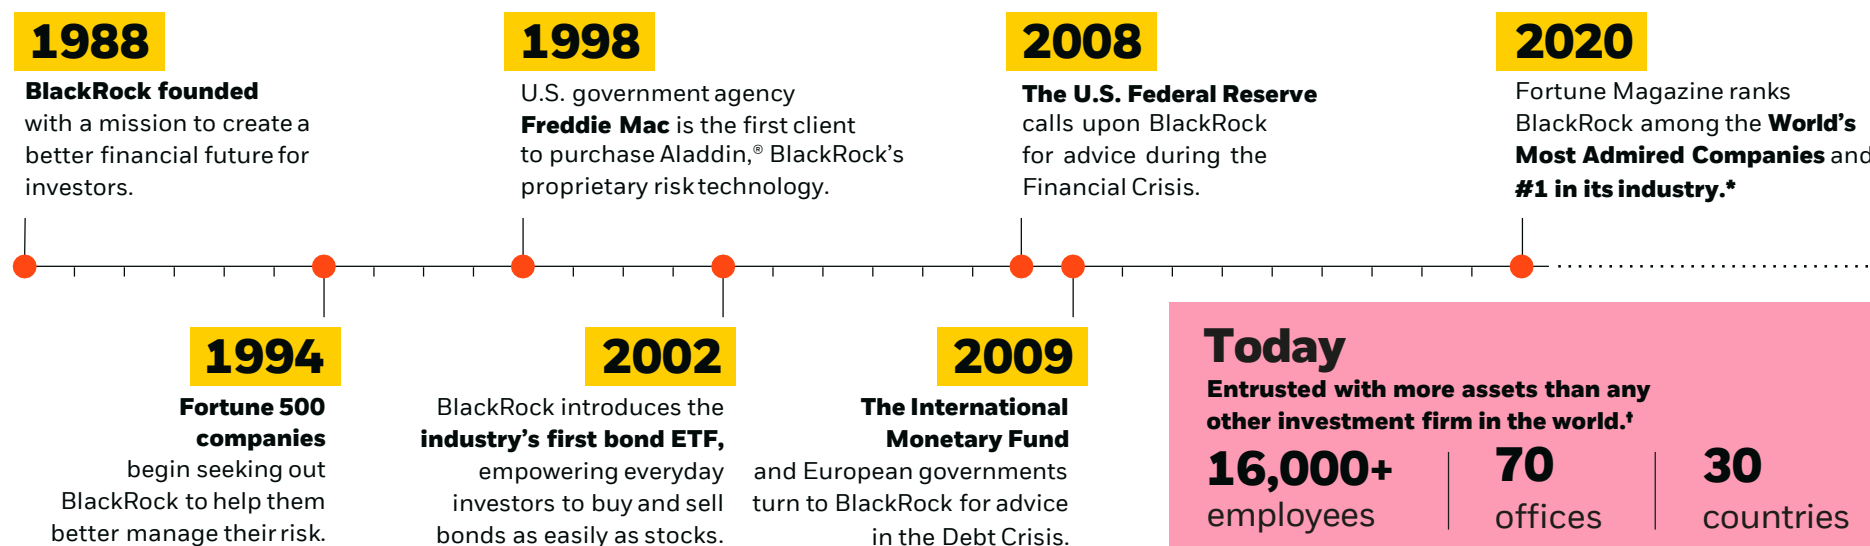 1988
BlackRock founded
with a mission to create a
better financial future for
investors.
1998
U.S. government agency
Freddie Mac is the first client
to purchase Aladdin,® BlackRock's
proprietary risk technology.
2008
The U.S. Federal Reserve
calls upon BlackRock
for advice during the
Financial Crisis.
2020
Fortune Magazine ranks
BlackRock among the World's
Most Admired Companies and
#1 in its industry.*
1994
Fortune 500
companies
begin seeking out
BlackRock to help them
better manage their risk.
2002
BlackRock introduces the
industry's first bond ETF,
empowering everyday
investors to buy and sell
bonds as easily as stocks.
2009
The International
Monetary Fund
and European governments
turn to BlackRock for advice
in the Debt Crisis.
Today
Entrusted with more assets than any
other investment firm in the world.†
16,000+
employees
70
offices
30
countries